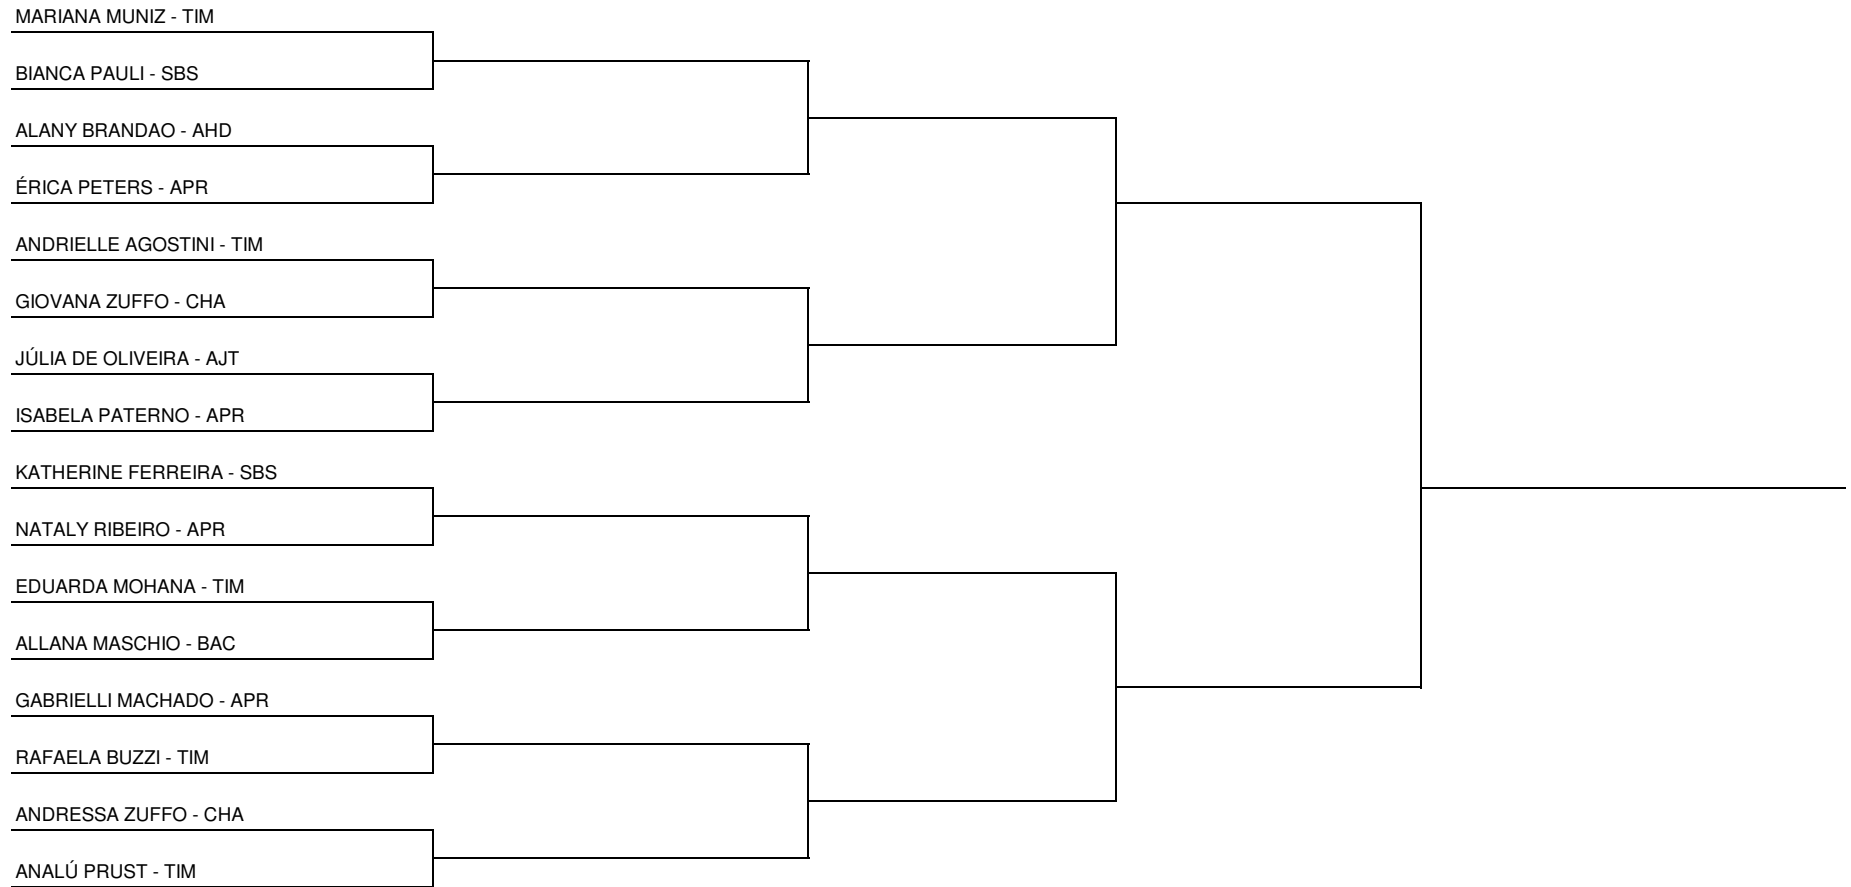 MARIANA MUNIZ - TIM
BIANCA PAULI - SBS
ALANY BRANDAO - AHD
ÉRICA PETERS - APR
ANDRIELLE AGOSTINI - TIM
GIOVANA ZUFFO - CHA
JÚLIA DE OLIVEIRA - AJT
ISABELA PATERNO - APR
KATHERINE FERREIRA - SBS
NATALY RIBEIRO - APR
EDUARDA MOHANA - TIM
ALLANA MASCHIO - BAC
GABRIELLI MACHADO - APR
RAFAELA BUZZI - TIM
ANDRESSA ZUFFO - CHA
ANALÚ PRUST - TIM